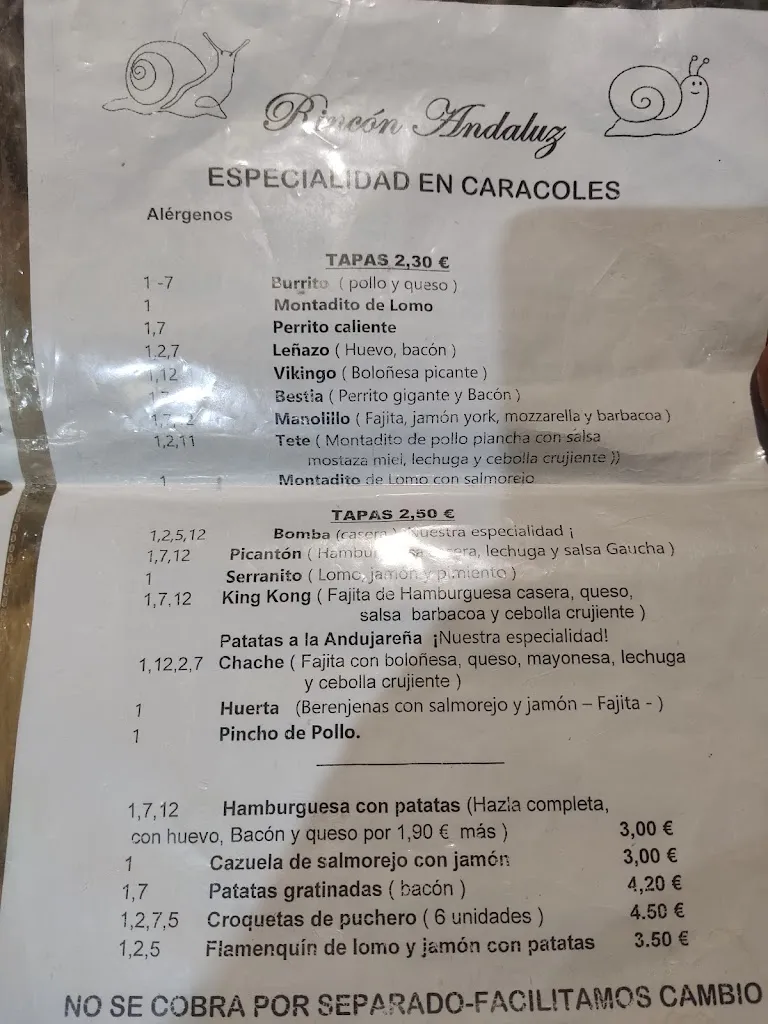 Rincón Andaluz
ESPECIALIDAD EN CARACOLES
Alérgenos
TAPAS 2,30 €
1 -7 Burrito ( pollo y queso )
1 Montadito de Lomo
1,7 Perrito caliente
1,2,7 Leñazo ( Huevo, bacón )
1,12 Vikingo ( Boloñesa picante )
Bestia ( Perrito gigante y Bacón )
Manolillo ( Fajita, jamón york, mozzarella y barbacoa )
1,2,11 Tete ( Montadito de pollo plancha con salsa
mostaza miel, lechuga y cebolla crujiente ))
1 Montadito de Lomo con salmorejo
TAPAS 2,50 €
1,2,5,12 Bomba (casera) Nuestra especialidad ¡
1,7,12 Picantón ( Hamburguesa casera, lechuga y salsa Gaucha )
1 Serranito ( Lomo, jamón y pimiento )
1,7,12 King Kong ( Fajita de Hamburguesa casera, queso,
salsa barbacoa y cebolla crujiente )
Patatas a la Andujareña ¡Nuestra especialidad!
1,12,2,7 Chache ( Fajita con boloñesa, queso, mayonesa, lechuga
y cebolla crujiente )
1 Huerta (Berenjenas con salmorejo y jamón – Fajita - )
1 Pincho de Pollo.
1,7,12 Hamburguesa con patatas (Hazla completa,
con huevo, Bacón y queso por 1,90 € más ) 3,00 €
1 Cazuela de salmorejo con jamón 3,00 €
1,7 Patatas gratinadas ( bacón ) 4,20 €
1,2,7,5 Croquetas de puchero ( 6 unidades ) 4.50 €
1,2,5 Flamenquín de lomo y jamón con patatas 3.50 €
NO SE COBRA POR SEPARADO-FACILITAMOS CAMBIO